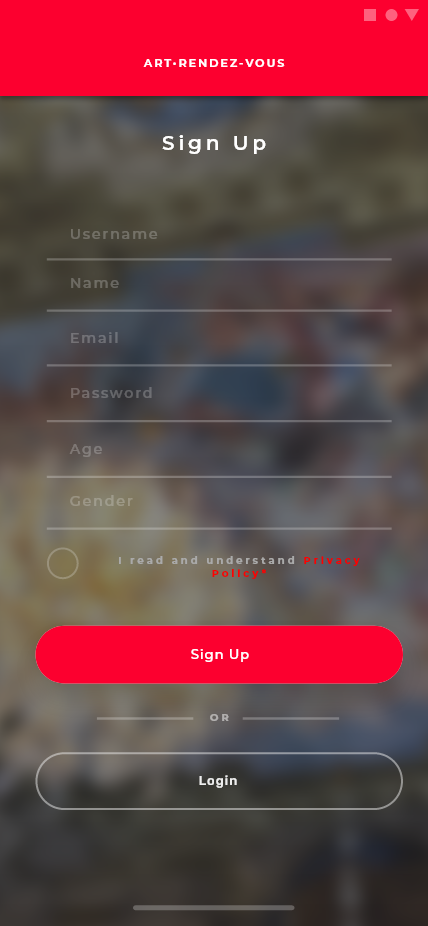 ART·RENDEZ-VOUS
Sign Up
Username
Name
Email
Password
Age
Gender
I read and understand Privacy
Policy*
Sign Up
OR
Login